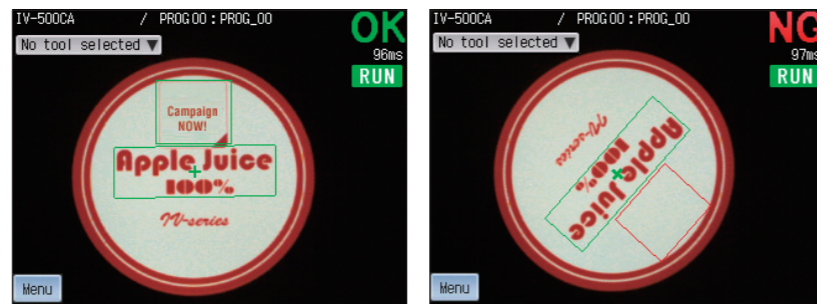 IV-500CA / PROG00 : PROG_00
OK
No tool selected ▼
96ms
RUN
Campaign
NOW!
Apple Juice
100%
IV-series
Menu
IV-500CA / PROG00 : PROG_00
NG
No tool selected ▼
97ms
RUN
IV-series
Apple Juice
100%
Menu